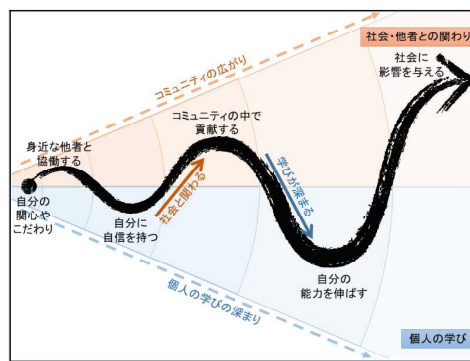 社会・他者との関わり
社会に
影響を与える
コミュニティの広がり
コミュニティの中で
貢献する
身近な他者と
協働する
社会と関わる
学びが深まる
自分の
関心や
こだわり
自分に
自信を持つ
自分の
能力を伸ばす
個人の学びの深まり
個人の学び